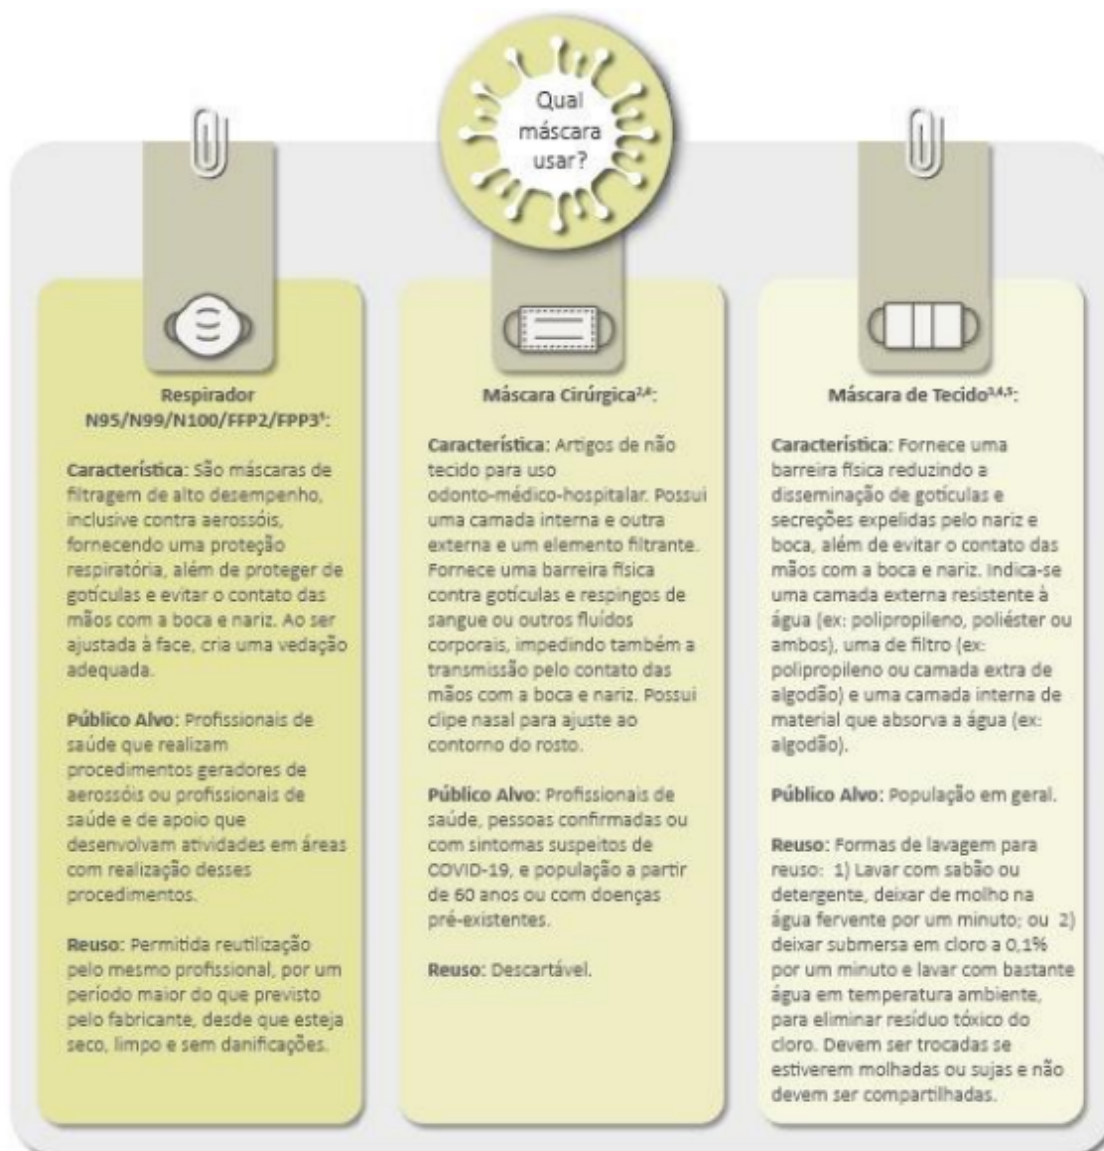 Qual
máscara
usar?
Respirador
N95/N99/N100/FFP2/FPP3¹:
Característica: São máscaras de
filtragem de alto desempenho,
inclusive contra aerossóis,
fornecendo uma proteção
respiratória, além de proteger de
gotículas e evitar o contato das
mãos com a boca e nariz. Ao ser
ajustada à face, cria uma vedação
adequada.
Público Alvo: Profissionais de
saúde que realizam
procedimentos geradores de
aerossóis ou profissionais de
saúde e de apoio que
desenvolvam atividades em áreas
com realização desses
procedimentos.
Reuso: Permitida reutilização
pelo mesmo profissional, por um
período maior do que previsto
pelo fabricante, desde que esteja
seco, limpo e sem danificações.
Máscara Cirúrgica²,⁴:
Característica: Artigos de não
tecido para uso
odonto-médico-hospitalar. Possui
uma camada interna e outra
externa e um elemento filtrante.
Fornece uma barreira física
contra gotículas e respingos de
sangue ou outros fluídos
corporais, impedindo também a
transmissão pelo contato das
mãos com a boca e nariz. Possui
clipe nasal para ajuste ao
contorno do rosto.
Público Alvo: Profissionais de
saúde, pessoas confirmadas ou
com sintomas suspeitos de
COVID-19, e população a partir
de 60 anos ou com doenças
pré-existentes.
Reuso: Descartável.
Máscara de Tecido³,⁴,⁵:
Característica: Fornece uma
barreira física reduzindo a
disseminação de gotículas e
secreções expelidas pelo nariz e
boca, além de evitar o contato das
mãos com a boca e nariz. Indica-se
uma camada externa resistente à
água (ex: polipropileno, poliéster ou
ambos), uma de filtro (ex:
polipropileno ou camada extra de
algodão) e uma camada interna de
material que absorva a água (ex:
algodão).
Público Alvo: População em geral.
Reuso: Formas de lavagem para
reuso: 1) Lavar com sabão ou
detergente, deixar de molho na
água fervente por um minuto; ou 2)
deixar submersa em cloro a 0,1%
por um minuto e lavar com bastante
água em temperatura ambiente,
para eliminar resíduo tóxico do
cloro. Devem ser trocadas se
estiverem molhadas ou sujas e não
devem ser compartilhadas.